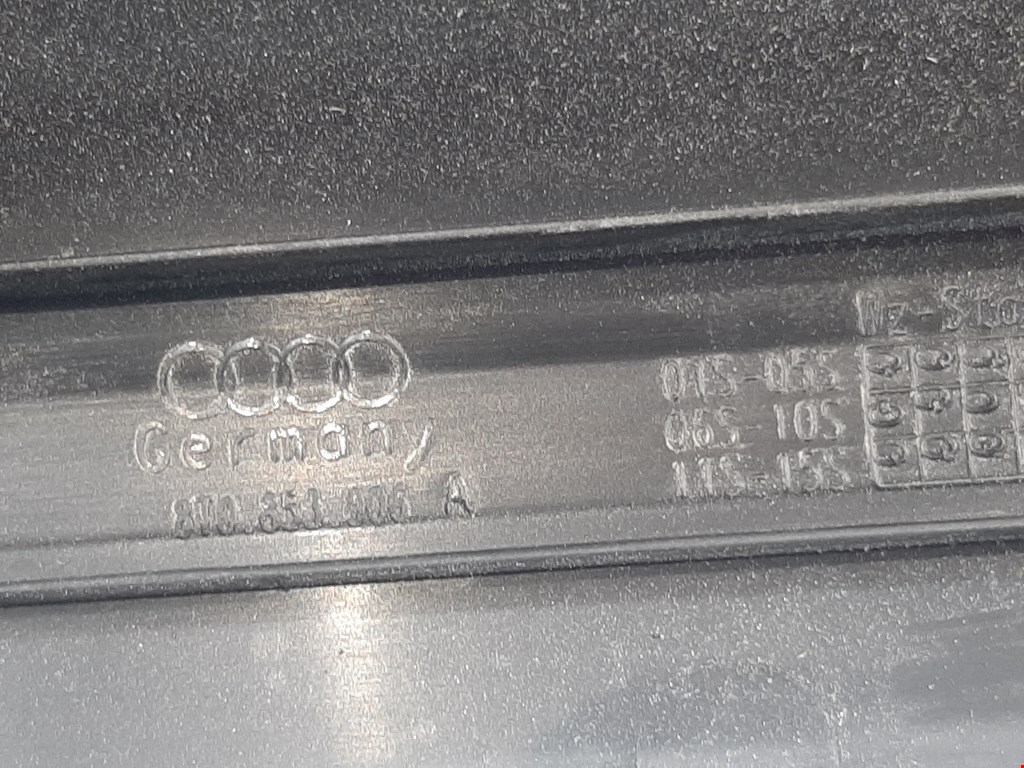 Germany
8T0.853.906 A
01S-05S
06S-10S
11S-15S